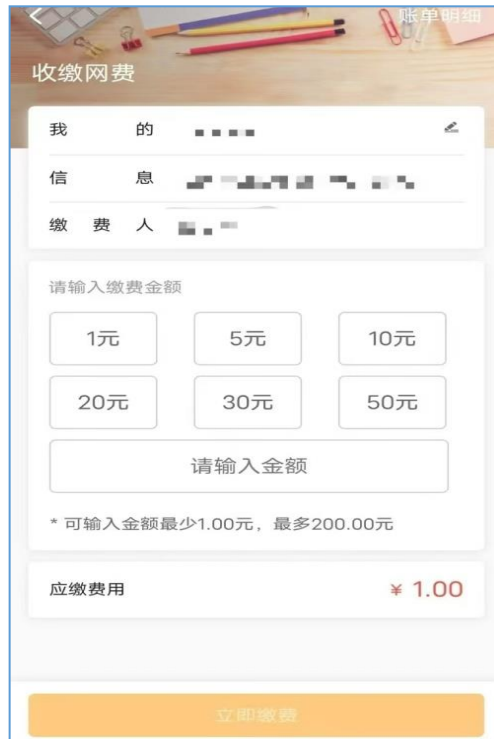 账单明细
收缴网费
我的
信息
缴费人
请输入缴费金额
1元 5元 10元
20元 30元 50元
请输入金额
* 可输入金额最少1.00元，最多200.00元
应缴费用 ¥ 1.00
立即缴费